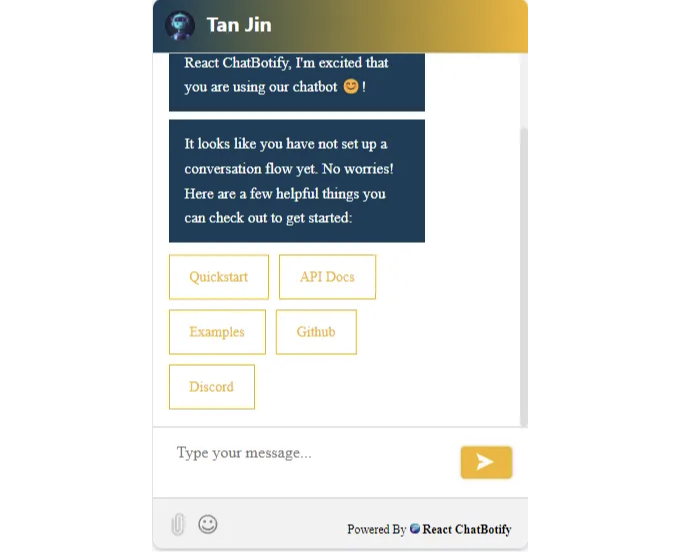 Tan Jin
React ChatBotify, I'm excited that
you are using our chatbot 😊!
It looks like you have not set up a
conversation flow yet. No worries!
Here are a few helpful things you
can check out to get started:
Quickstart
API Docs
Examples
Github
Discord
Type your message...
Powered By React ChatBotify